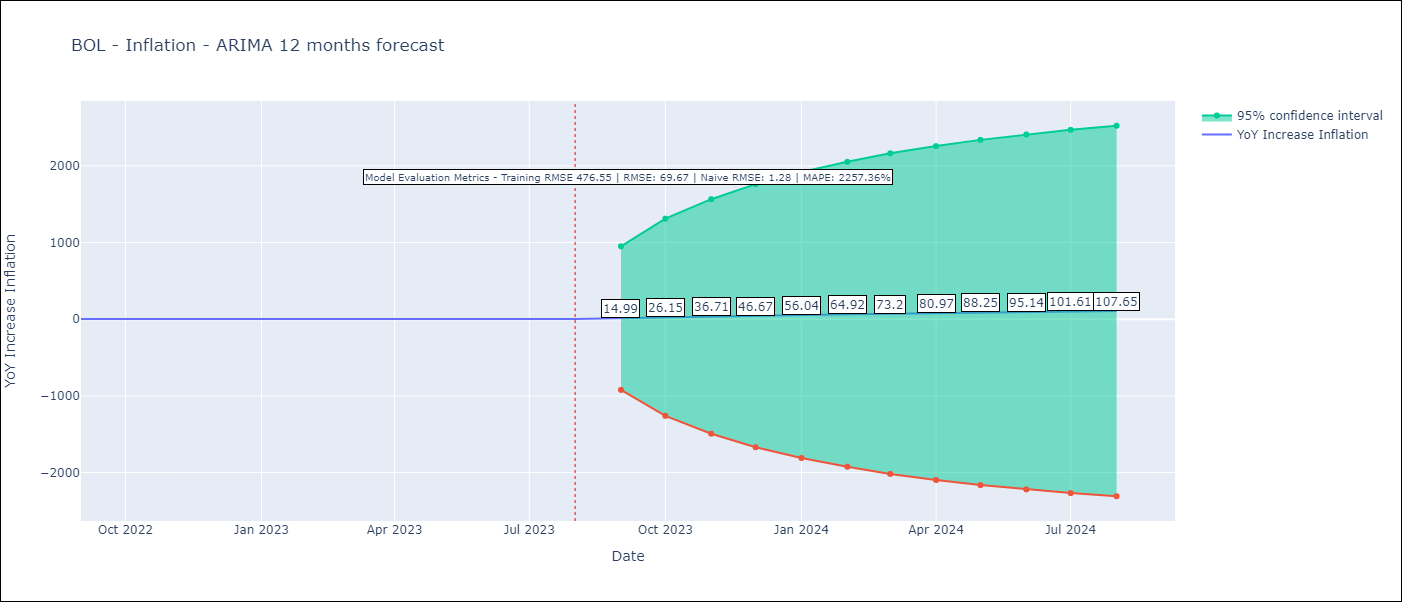 BOL - Inflation - ARIMA 12 months forecast
95% confidence interval
YoY Increase Inflation
Model Evaluation Metrics - Training RMSE 476.55 | RMSE: 69.67 | Naive RMSE: 1.28 | MAPE: 2257.36%
2000
1000
0
−1000
−2000
YoY Increase Inflation
14.99 26.15 36.71 46.67 56.04 64.92 73.2 80.97 88.25 95.14 101.61 107.65
Oct 2022 Jan 2023 Apr 2023 Jul 2023 Oct 2023 Jan 2024 Apr 2024 Jul 2024
Date